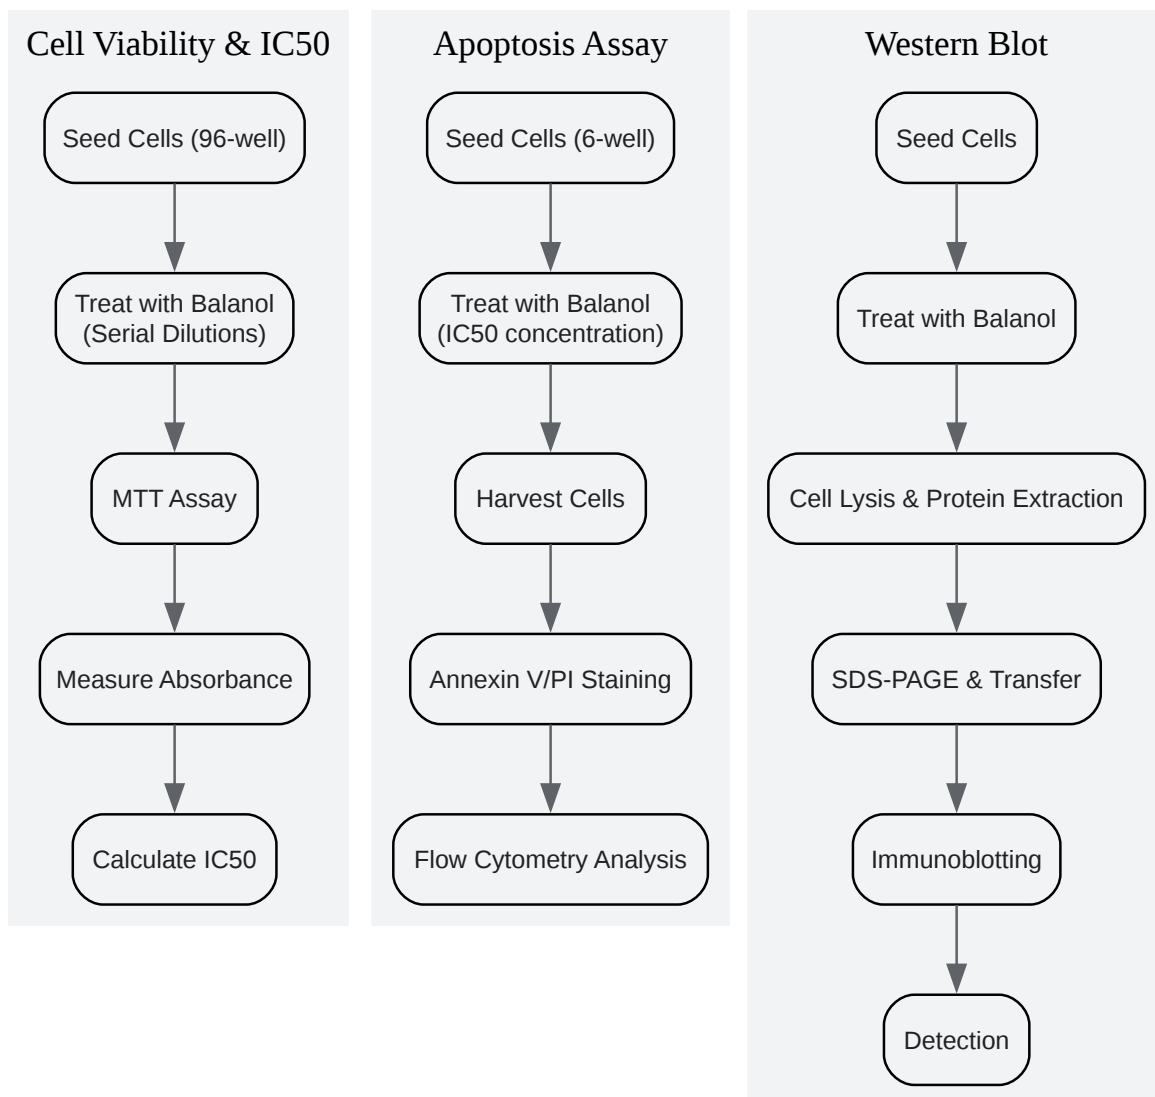 Cell Viability & IC50
Seed Cells (96-well)
Treat with Balanol
(Serial Dilutions)
MTT Assay
Measure Absorbance
Calculate IC50
Apoptosis Assay
Seed Cells (6-well)
Treat with Balanol
(IC50 concentration)
Harvest Cells
Annexin V/PI Staining
Flow Cytometry Analysis
Western Blot
Seed Cells
Treat with Balanol
Cell Lysis & Protein Extraction
SDS-PAGE & Transfer
Immunoblotting
Detection